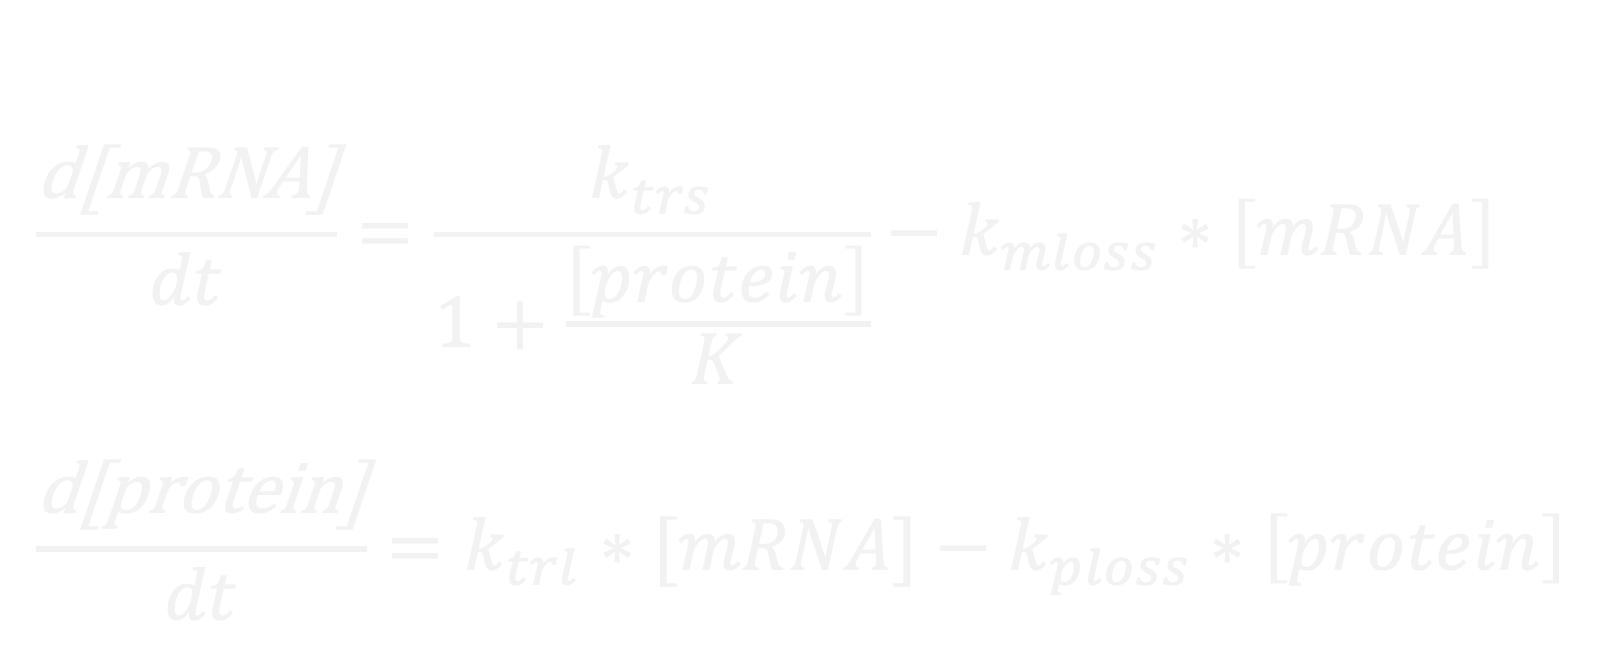 d[mRNA]/dt = k_trs / (1 + [protein]/K) − k_mloss * [mRNA]
d[protein]/dt = k_trl * [mRNA] − k_ploss * [protein]